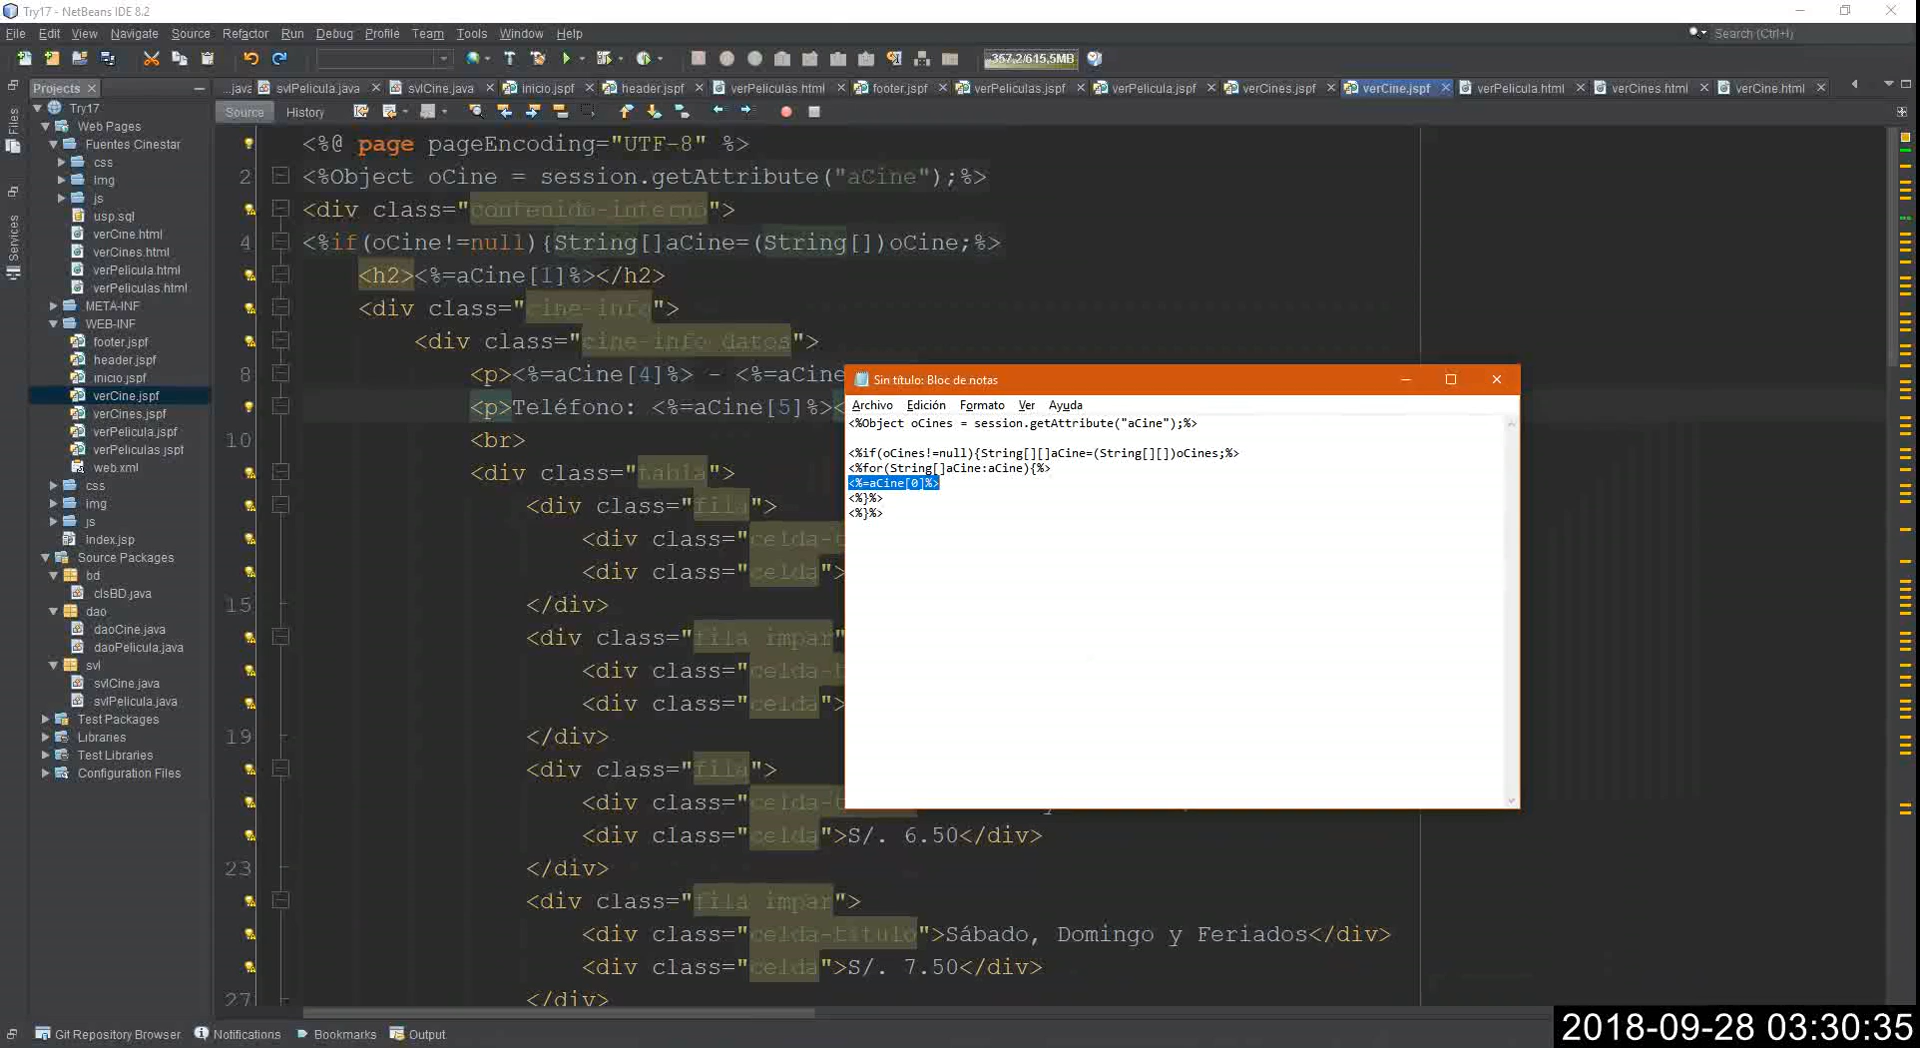 Try17 - NetBeans IDE 8.2
File Edit View Navigate Source Refactor Run Debug Profile Team Tools Window Help
Search (Ctrl+I)
357,2/615,5MB
Projects
...java svlPelicula.java svlCine.java inicio.jspf header.jspf verPeliculas.html footer.jspf verPeliculas.jspf verPelicula.jspf verCines.jspf verCine.jspf verPelicula.html verCines.html verCine.html
Source History
Files
Services
Try17
Web Pages
Fuentes Cinestar
css
Img
js
usp.sql
verCine.html
verCines.html
verPelicula.html
verPeliculas.html
META-INF
WEB-INF
footer.jspf
header.jspf
inicio.jspf
verCine.jspf
verCines.jspf
verPelicula.jspf
verPeliculas.jspf
web.xml
css
img
js
Index.jsp
Source Packages
bd
clsBD.java
dao
daoCine.java
daoPelicula.java
svl
svlCine.java
svlPelicula.java
Test Packages
Libraries
Test Libraries
Configuration Files
<%@ page pageEncoding="UTF-8" %>
2 <%Object oCine = session.getAttribute("aCine");%>
<div class="contenido-interno">
4 <%if(oCine!=null){String[]aCine=(String[])oCine;%>
<h2><%=aCine[1]%></h2>
<div class="cine-info">
<div class="cine-info datos">
8 <p><%=aCine[4]%> - <%=aCine
<p>Teléfono: <%=aCine[5]%><
10 <br>
<div class="tabla">
<div class="fila">
<div class="celda-t
<div class="celda">
15 </div>
<div class="fila impar"
<div class="celda-t
<div class="celda">
19 </div>
<div class="fila">
<div class="celda-t
<div class="celda">S/. 6.50</div>
23 </div>
<div class="fila impar">
<div class="celda-titulo">Sábado, Domingo y Feriados</div>
<div class="celda">S/. 7.50</div>
27 </div>
Sin título: Bloc de notas
Archivo Edición Formato Ver Ayuda
<%Object oCines = session.getAttribute("aCine");%>
<%if(oCines!=null){String[][]aCine=(String[][])oCines;%>
<%for(String[]aCine:aCine){%>
<%=aCine[0]%>
<%}%>
<%}%>
Git Repository Browser Notifications Bookmarks Output
2018-09-28 03:30:35